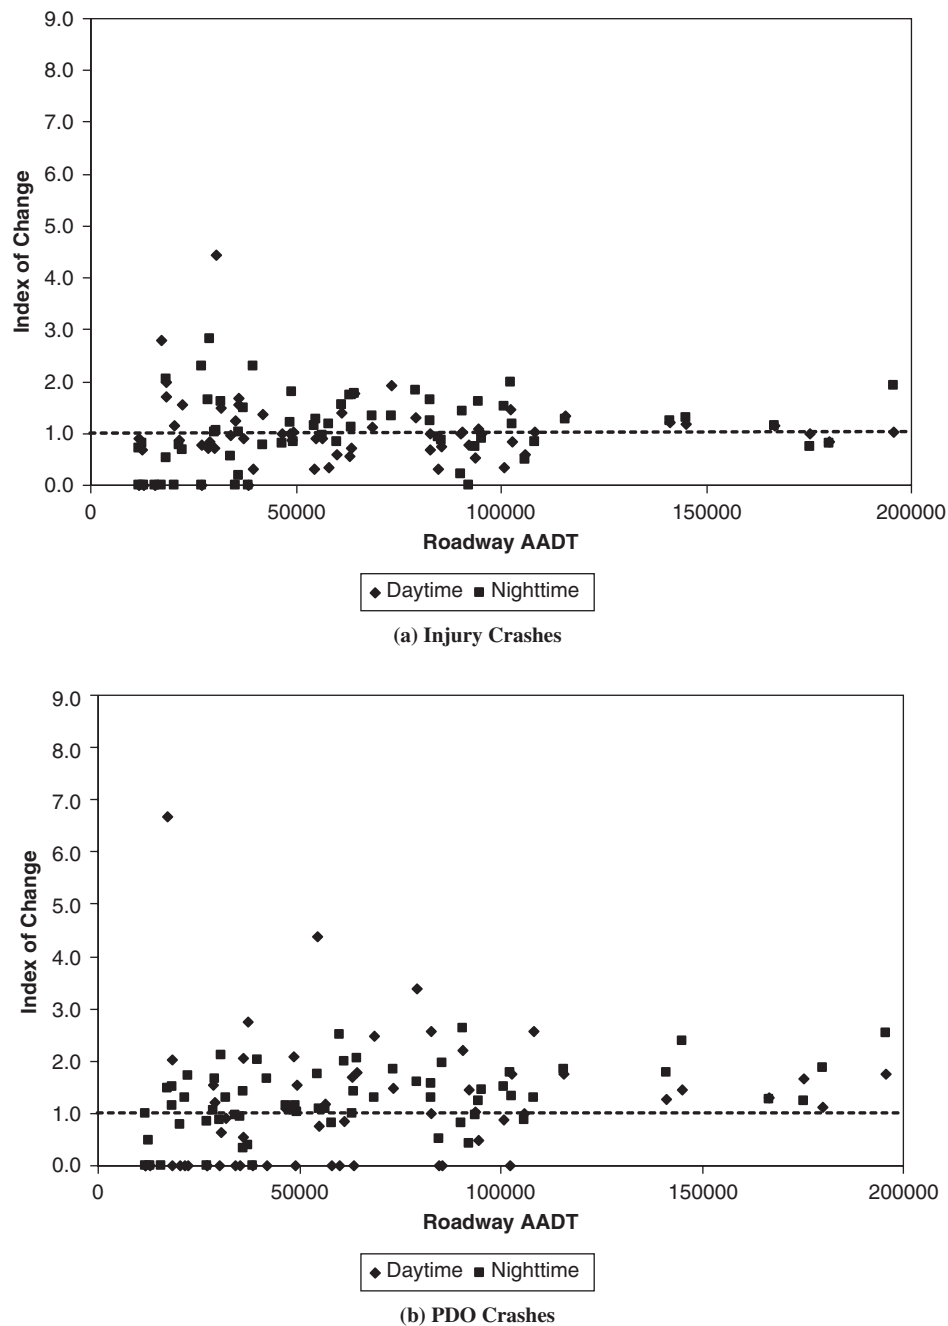 9.0
8.0
7.0
6.0
5.0
4.0
3.0
2.0
1.0
0.0
Index of Change
0 50000 100000 150000 200000
Roadway AADT
Daytime Nighttime
(a) Injury Crashes
9.0
8.0
7.0
6.0
5.0
4.0
3.0
2.0
1.0
0.0
Index of Change
0 50000 100000 150000 200000
Roadway AADT
Daytime Nighttime
(b) PDO Crashes